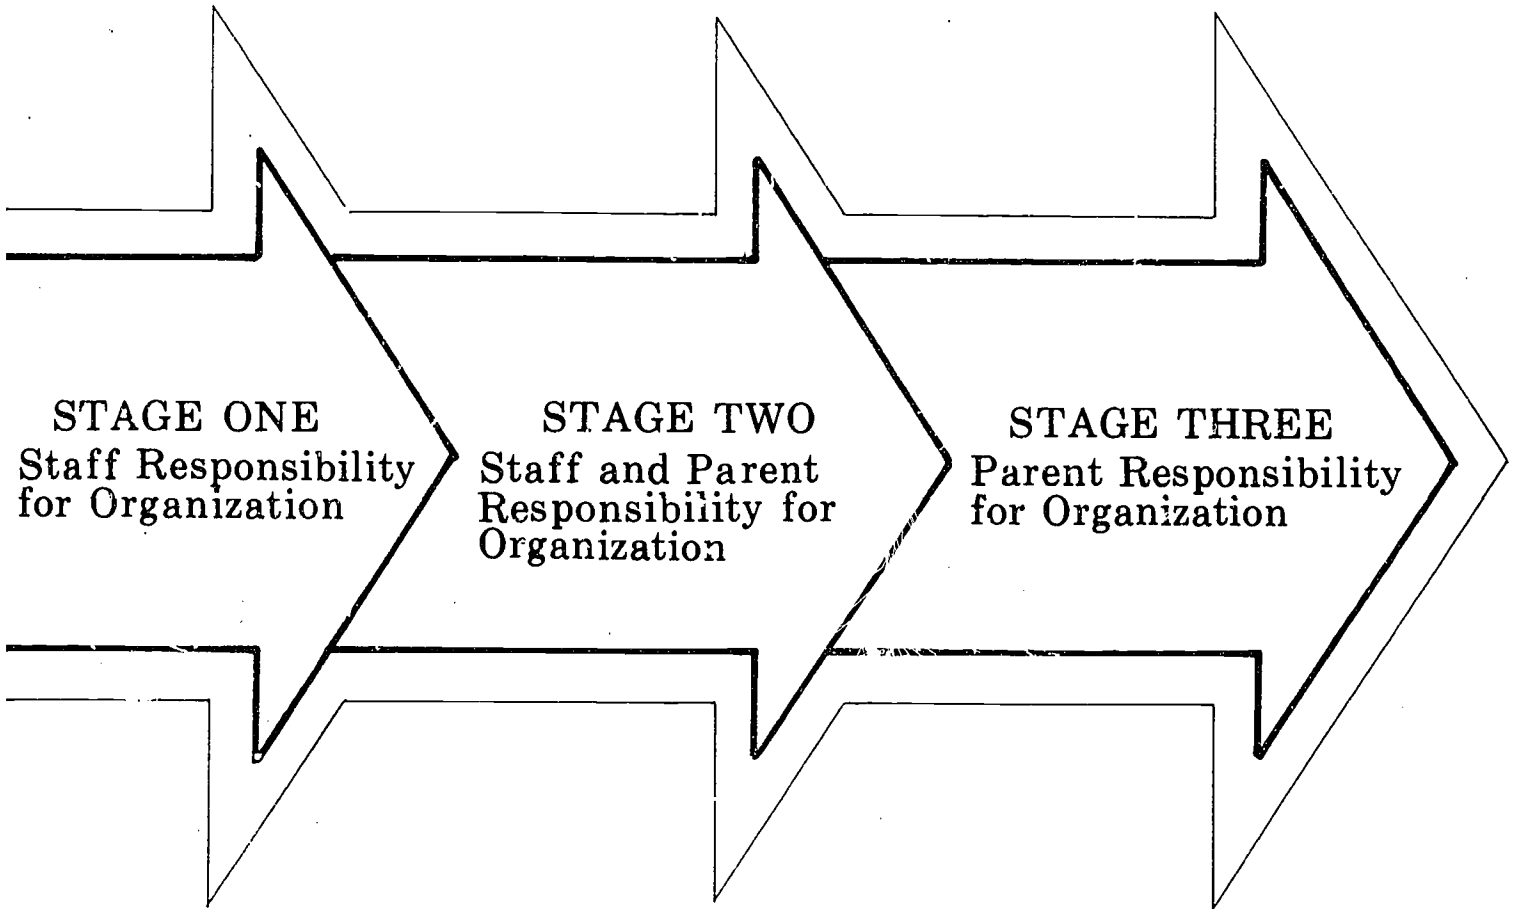 STAGE ONE
Staff Responsibility
for Organization
STAGE TWO
Staff and Parent
Responsibility for
Organization
STAGE THREE
Parent Responsibility
for Organization